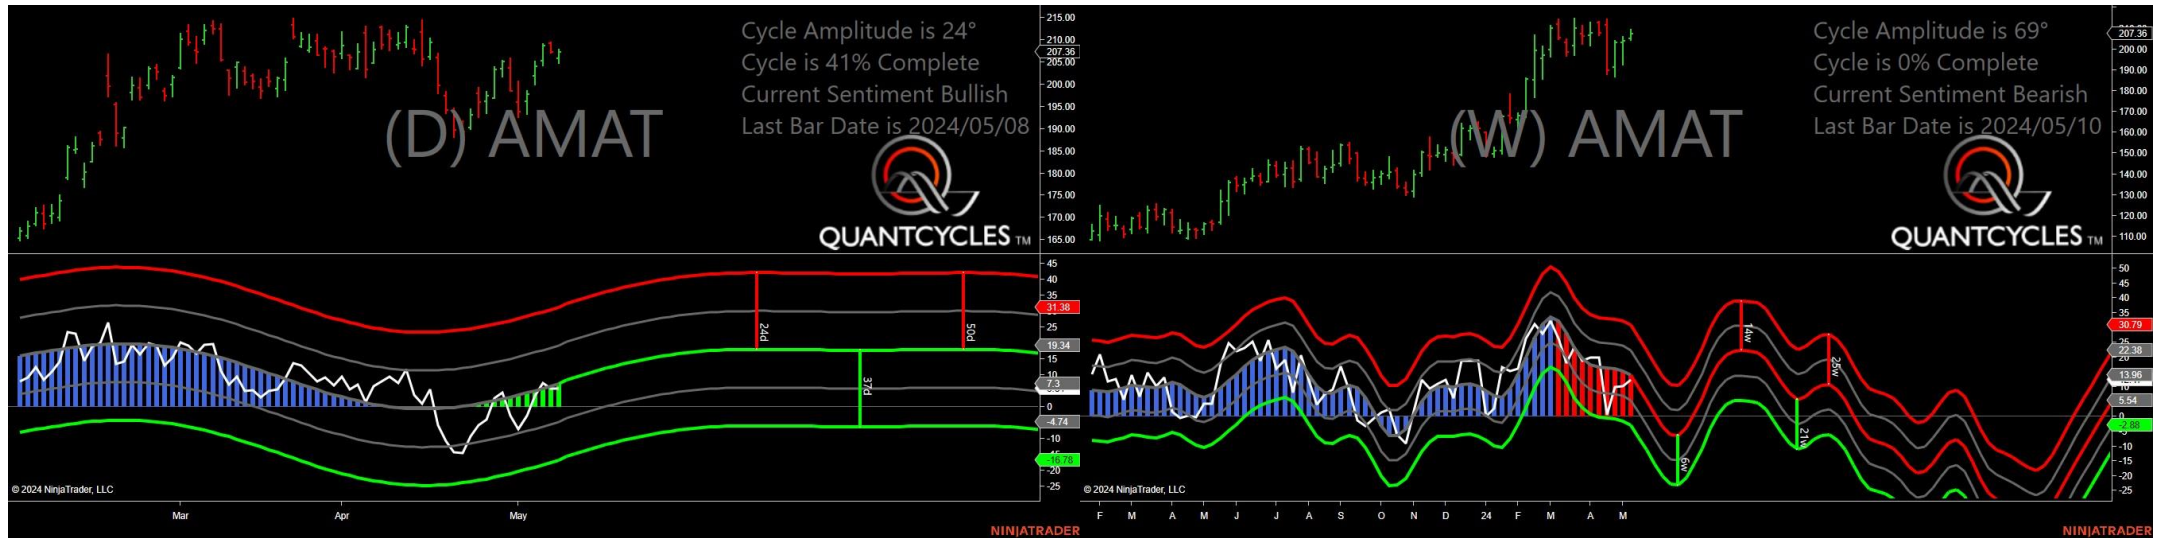 Cycle Amplitude is 24°
Cycle is 41% Complete
Current Sentiment Bullish
Last Bar Date is 2024/05/08
(D) AMAT
QUANTCYCLES TM
215.00
207.36
205.00
200.00
195.00
190.00
185.00
180.00
175.00
170.00
165.00
45
40
35
31.38
25
19.34
15
7.3
0
-4.74
-10
-16.78
-20
-25
24d
50d
37d
© 2024 NinjaTrader, LLC
Mar Apr May
NINJATRADER
Cycle Amplitude is 69°
Cycle is 0% Complete
Current Sentiment Bearish
Last Bar Date is 2024/05/10
(W) AMAT
QUANTCYCLES TM
207.36
200.00
190.00
180.00
170.00
160.00
150.00
140.00
130.00
120.00
110.00
50
45
40
35
30.79
22.38
13.96
5.54
0
-2.88
-10
-15
-20
-25
14w
25w
21w
6w
© 2024 NinjaTrader, LLC
F M A M J J A S O N D 24 F M A M
NINJATRADER